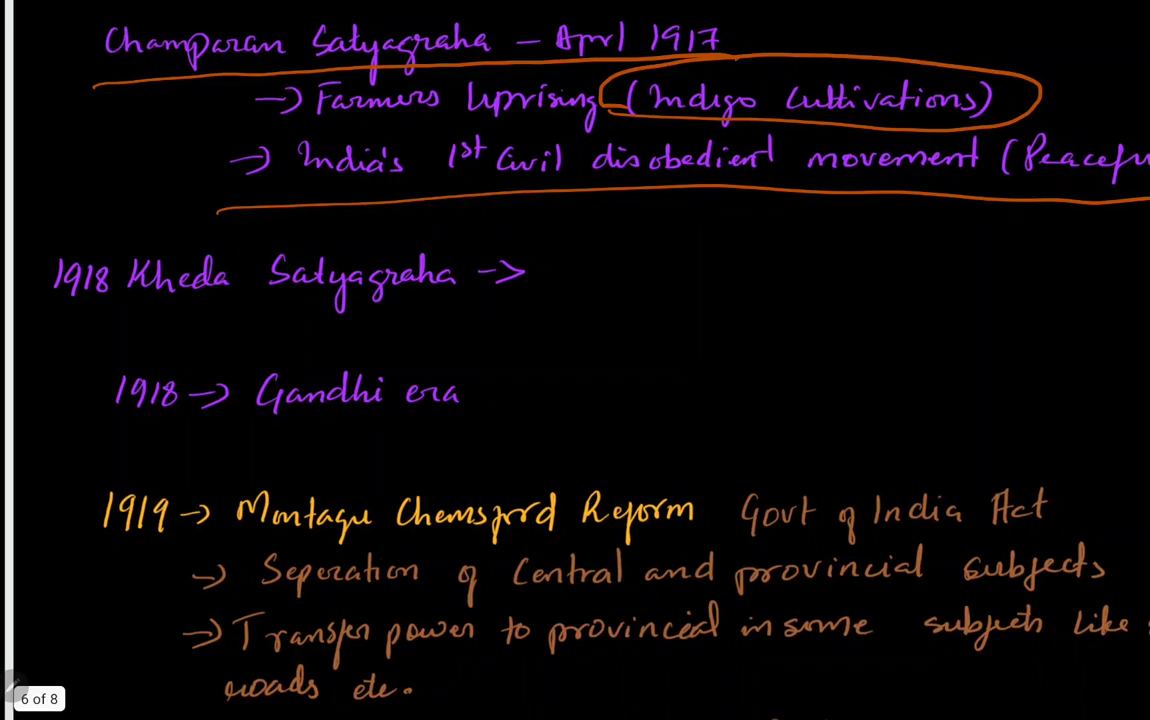 Champaran Satyagraha - Aprl 1917
→ Farmers Uprising (Indigo Cultivations)
→ India's 1st Civil disobedient movement (Peacefu
1918 Kheda Satyagraha →
1918 → Gandhi era
1919 → Montague Chemsford Reform Govt of India Act
→ Seperation of Central and provincial subjects
→ Transfer power to provincial in some subjects like
roads etc.
6 of 8